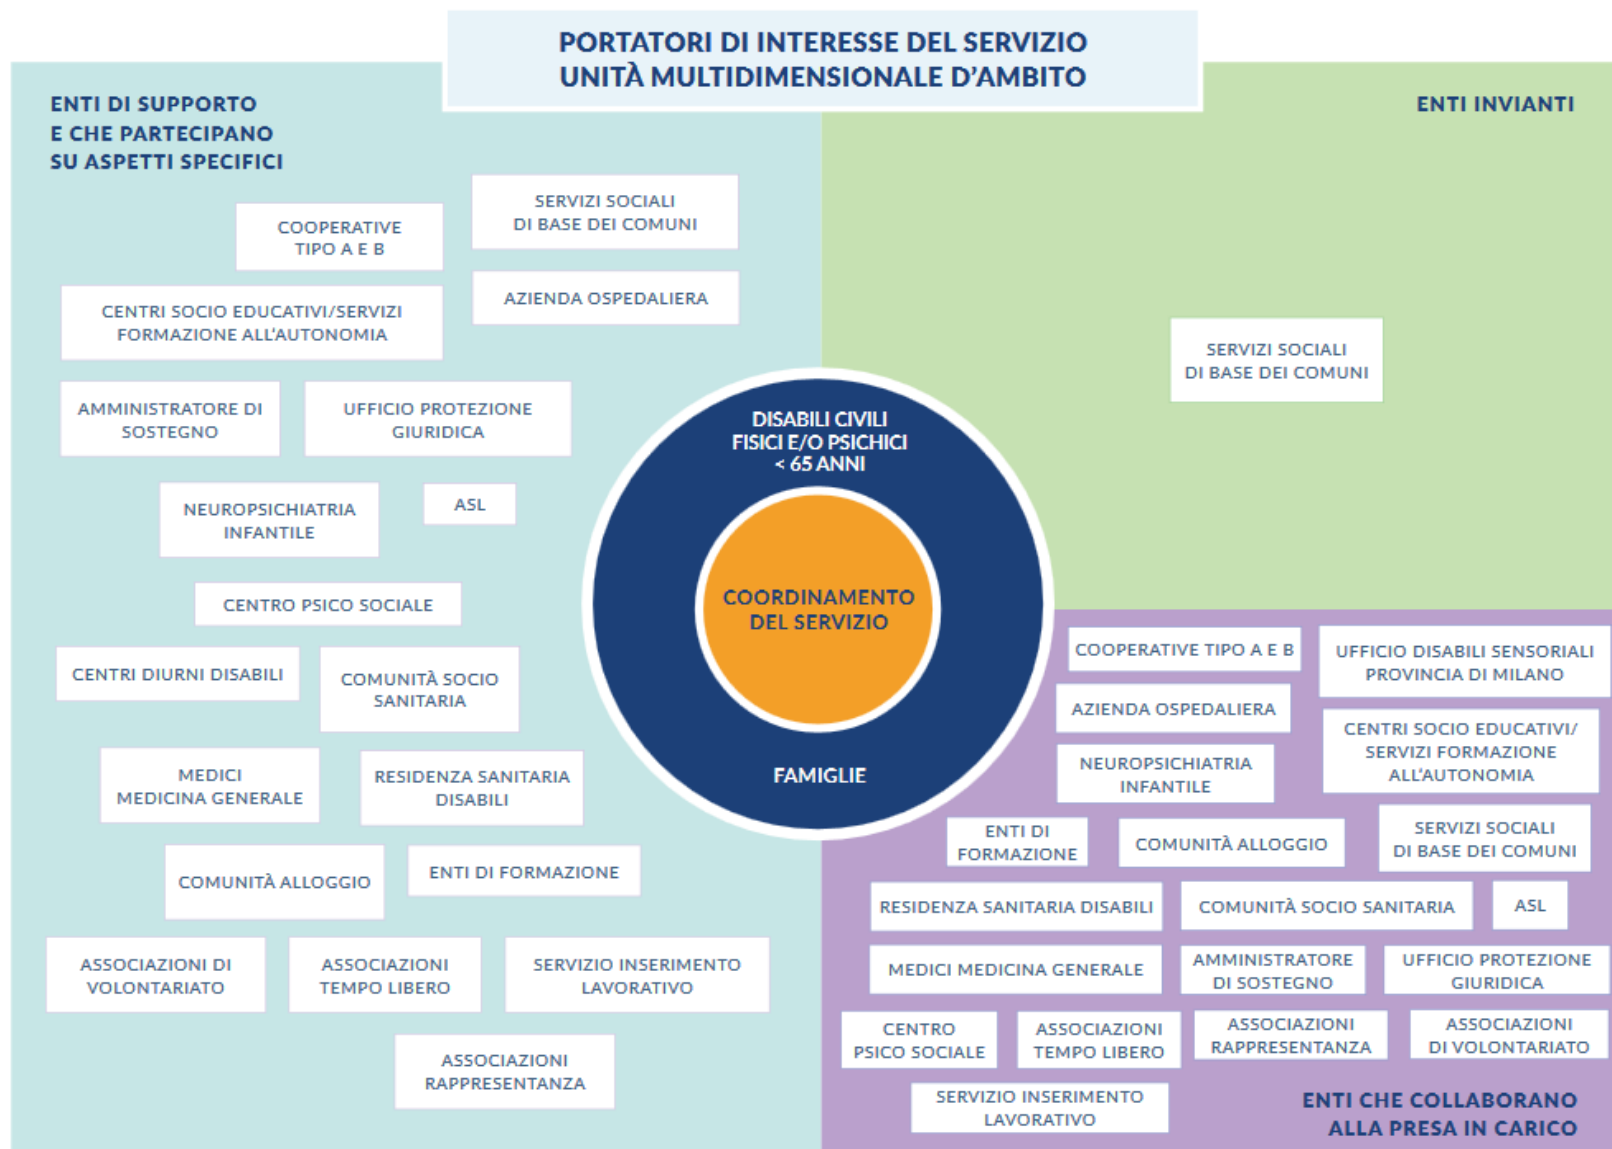 PORTATORI DI INTERESSE DEL SERVIZIO
UNITÀ MULTIDIMENSIONALE D'AMBITO
ENTI DI SUPPORTO
E CHE PARTECIPANO
SU ASPETTI SPECIFICI
COOPERATIVE
TIPO A E B
SERVIZI SOCIALI
DI BASE DEI COMUNI
CENTRI SOCIO EDUCATIVI/SERVIZI
FORMAZIONE ALL'AUTONOMIA
AZIENDA OSPEDALIERA
AMMINISTRATORE DI
SOSTEGNO
UFFICIO PROTEZIONE
GIURIDICA
NEUROPSICHIATRIA
INFANTILE
ASL
CENTRO PSICO SOCIALE
CENTRI DIURNI DISABILI
COMUNITÀ SOCIO
SANITARIA
MEDICI
MEDICINA GENERALE
RESIDENZA SANITARIA
DISABILI
COMUNITÀ ALLOGGIO
ENTI DI FORMAZIONE
ASSOCIAZIONI DI
VOLONTARIATO
ASSOCIAZIONI
TEMPO LIBERO
SERVIZIO INSERIMENTO
LAVORATIVO
ASSOCIAZIONI
RAPPRESENTANZA
DISABILI CIVILI
FISICI E/O PSICHICI
< 65 ANNI
COORDINAMENTO
DEL SERVIZIO
FAMIGLIE
ENTI INVIANTI
SERVIZI SOCIALI
DI BASE DEI COMUNI
COOPERATIVE TIPO A E B
UFFICIO DISABILI SENSORIALI
PROVINCIA DI MILANO
AZIENDA OSPEDALIERA
CENTRI SOCIO EDUCATIVI/
SERVIZI FORMAZIONE
ALL'AUTONOMIA
NEUROPSICHIATRIA
INFANTILE
ENTI DI
FORMAZIONE
COMUNITÀ ALLOGGIO
SERVIZI SOCIALI
DI BASE DEI COMUNI
RESIDENZA SANITARIA DISABILI
COMUNITÀ SOCIO SANITARIA
ASL
MEDICI MEDICINA GENERALE
AMMINISTRATORE
DI SOSTEGNO
UFFICIO PROTEZIONE
GIURIDICA
CENTRO
PSICO SOCIALE
ASSOCIAZIONI
TEMPO LIBERO
ASSOCIAZIONI
RAPPRESENTANZA
ASSOCIAZIONI
DI VOLONTARIATO
SERVIZIO INSERIMENTO
LAVORATIVO
ENTI CHE COLLABORANO
ALLA PRESA IN CARICO